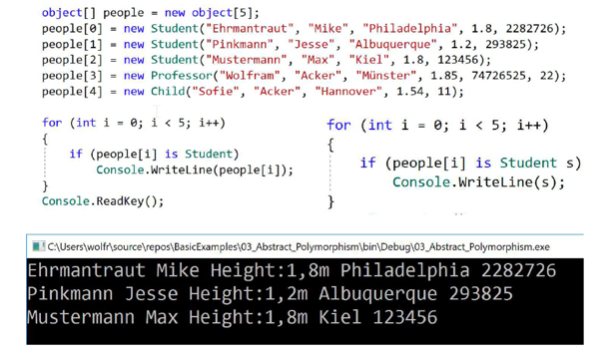 object[] people = new object[5];
people[0] = new Student("Ehrmantraut", "Mike", "Philadelphia", 1.8, 2282726);
people[1] = new Student("Pinkmann", "Jesse", "Albuquerque", 1.2, 293825);
people[2] = new Student("Mustermann", "Max", "Kiel", 1.8, 123456);
people[3] = new Professor("Wolfram", "Acker", "Münster", 1.85, 74726525, 22);
people[4] = new Child("Sofie", "Acker", "Hannover", 1.54, 11);
for (int i = 0; i < 5; i++)
{
if (people[i] is Student)
Console.WriteLine(people[i]);
}
Console.ReadKey();
for (int i = 0; i < 5; i++)
{
if (people[i] is Student s)
Console.WriteLine(s);
}
C:\Users\wolfr\source\repos\BasicExamples\03_Abstract_Polymorphism\bin\Debug\03_Abstract_Polymorphism.exe
Ehrmantraut Mike Height:1,8m Philadelphia 2282726
Pinkmann Jesse Height:1,2m Albuquerque 293825
Mustermann Max Height:1,8m Kiel 123456